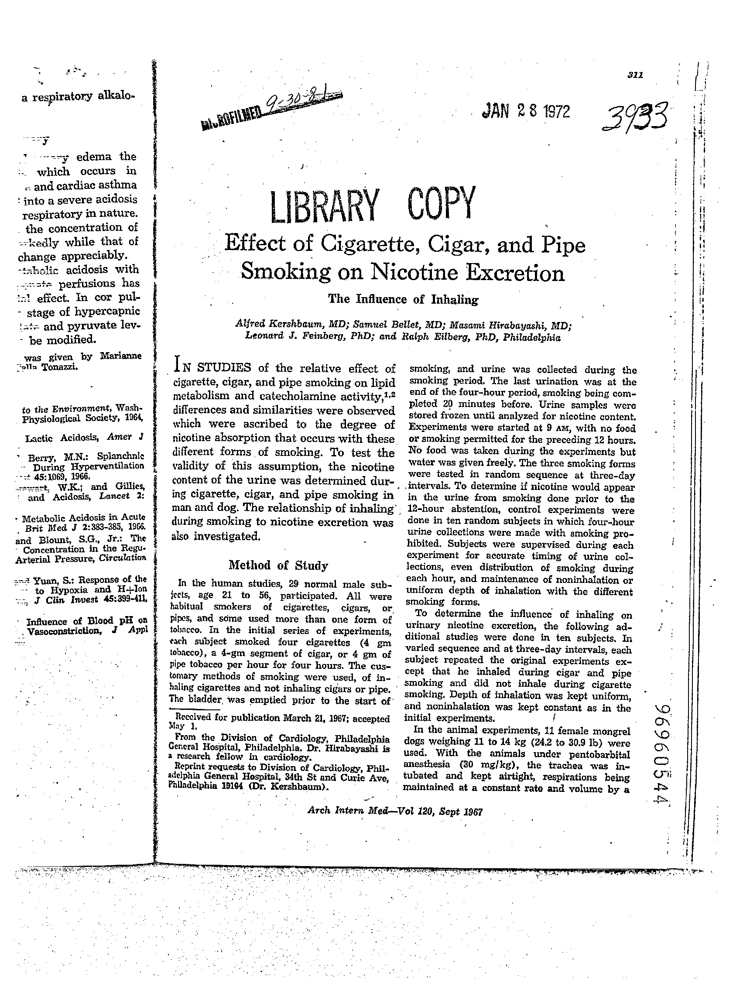 311
a respiratory alkalo-
MICROFILMED 9-30-81
JAN 28 1972
3933
y
y edema the
which occurs in
and cardiac asthma
into a severe acidosis
respiratory in nature.
the concentration of
kedly while that of
change appreciably.
acidosis with
perfusions has
effect. In cor pul-
stage of hypercapnic
and pyruvate lev-
be modified.
was given by Marianne
Tonazzi.
to the Environment, Wash-
Physiological Society, 1964,
Lactic Acidosis, Amer J
Berry, M.N.: Splanchnic
During Hyperventilation
45:1069, 1966.
W.K.; and Gillies,
and Acidosis, Lancet 2:
Metabolic Acidosis in Acute
Brit Med J 2:383-385, 1966.
and Blount, S.G., Jr.: The
Concentration in the Regu-
Arterial Pressure, Circulation
Yuan, S.: Response of the
to Hypoxia and H+Ion
J Clin Invest 45:399-411,
Influence of Blood pH on
Vasoconstriction, J Appl
LIBRARY COPY
Effect of Cigarette, Cigar, and Pipe
Smoking on Nicotine Excretion
The Influence of Inhaling
Alfred Kershbaum, MD; Samuel Bellet, MD; Masami Hirabayashi, MD;
Leonard J. Feinberg, PhD; and Ralph Eilberg, PhD, Philadelphia
IN STUDIES of the relative effect of
cigarette, cigar, and pipe smoking on lipid
metabolism and catecholamine activity,1,2
differences and similarities were observed
which were ascribed to the degree of
nicotine absorption that occurs with these
different forms of smoking. To test the
validity of this assumption, the nicotine
content of the urine was determined dur-
ing cigarette, cigar, and pipe smoking in
man and dog. The relationship of inhaling
during smoking to nicotine excretion was
also investigated.
Method of Study
In the human studies, 29 normal male sub-
jects, age 21 to 56, participated. All were
habitual smokers of cigarettes, cigars, or
pipes, and some used more than one form of
tobacco. In the initial series of experiments,
each subject smoked four cigarettes (4 gm
tobacco), a 4-gm segment of cigar, or 4 gm of
pipe tobacco per hour for four hours. The cus-
tomary methods of smoking were used, of in-
haling cigarettes and not inhaling cigars or pipe.
The bladder was emptied prior to the start of
Received for publication March 21, 1967; accepted
May 1.
From the Division of Cardiology, Philadelphia
General Hospital, Philadelphia. Dr. Hirabayashi is
a research fellow in cardiology.
Reprint requests to Division of Cardiology, Phil-
adelphia General Hospital, 34th St and Curie Ave,
Philadelphia 19104 (Dr. Kershbaum).
smoking, and urine was collected during the
smoking period. The last urination was at the
end of the four-hour period, smoking being com-
pleted 20 minutes before. Urine samples were
stored frozen until analyzed for nicotine content.
Experiments were started at 9 AM, with no food
or smoking permitted for the preceding 12 hours.
No food was taken during the experiments but
water was given freely. The three smoking forms
were tested in random sequence at three-day
intervals. To determine if nicotine would appear
in the urine from smoking done prior to the
12-hour abstention, control experiments were
done in ten random subjects in which four-hour
urine collections were made with smoking pro-
hibited. Subjects were supervised during each
experiment for accurate timing of urine col-
lections, even distribution of smoking during
each hour, and maintenance of noninhalation or
uniform depth of inhalation with the different
smoking forms.
To determine the influence of inhaling on
urinary nicotine excretion, the following ad-
ditional studies were done in ten subjects. In
varied sequence and at three-day intervals, each
subject repeated the original experiments ex-
cept that he inhaled during cigar and pipe
smoking and did not inhale during cigarette
smoking. Depth of inhalation was kept uniform,
and noninhalation was kept constant as in the
initial experiments.
In the animal experiments, 11 female mongrel
dogs weighing 11 to 14 kg (24.2 to 30.9 lb) were
used. With the animals under pentobarbital
anesthesia (30 mg/kg), the trachea was in-
tubated and kept airtight, respirations being
maintained at a constant rate and volume by a
Arch Intern Med—Vol 120, Sept 1967
96960544